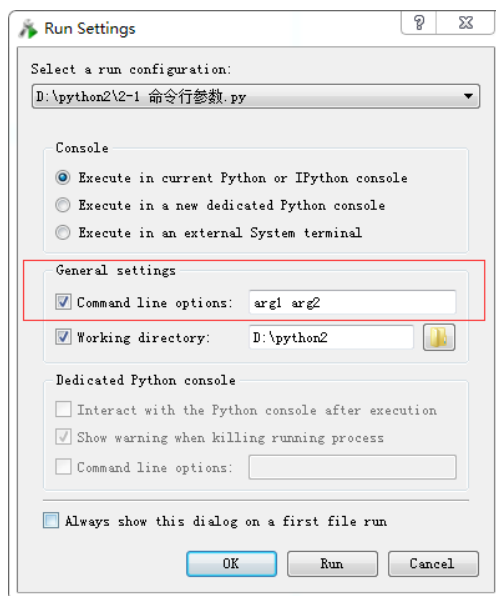 Run Settings
Select a run configuration:
D:\python2\2-1 命令行参数.py
Console
Execute in current Python or IPython console
Execute in a new dedicated Python console
Execute in an external System terminal
General settings
Command line options: arg1 arg2
Working directory: D:\python2
Dedicated Python console
Interact with the Python console after execution
Show warning when killing running process
Command line options:
Always show this dialog on a first file run
OK Run Cancel